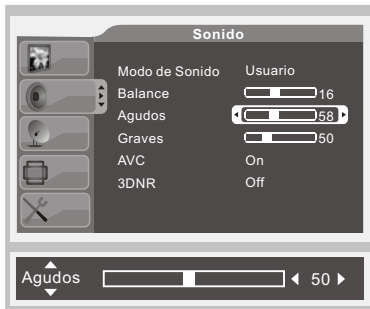 Sonido
Modo de Sonido Usuario
Balance 16
Agudos 58
Graves 50
AVC On
3DNR Off
Agudos 50